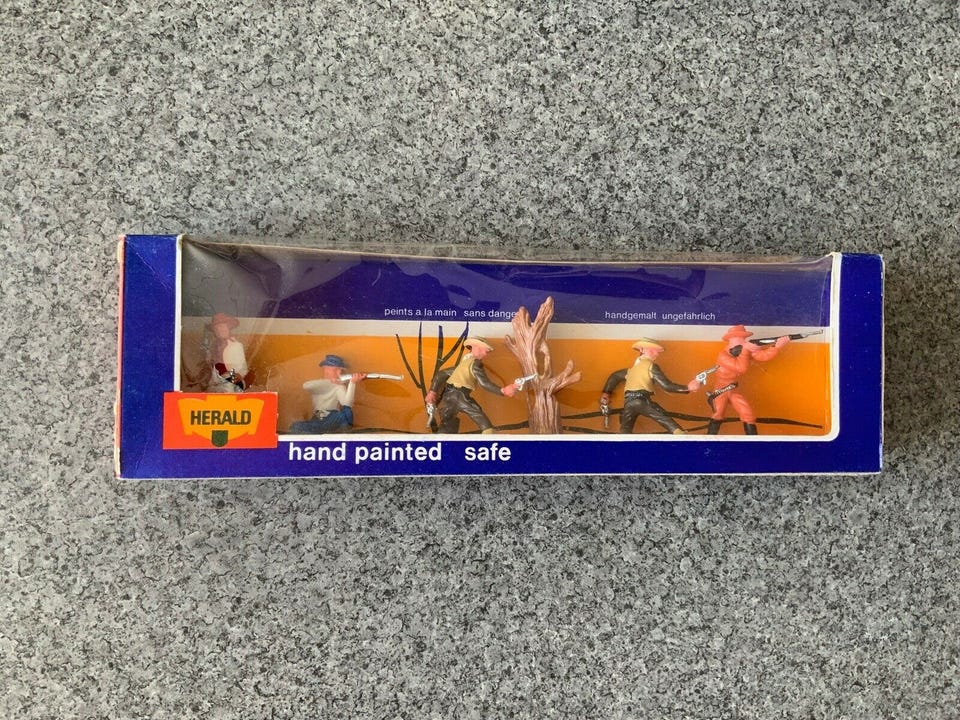 peints a la main sans dange
handgemalt ungefährlich
HERALD
hand painted safe